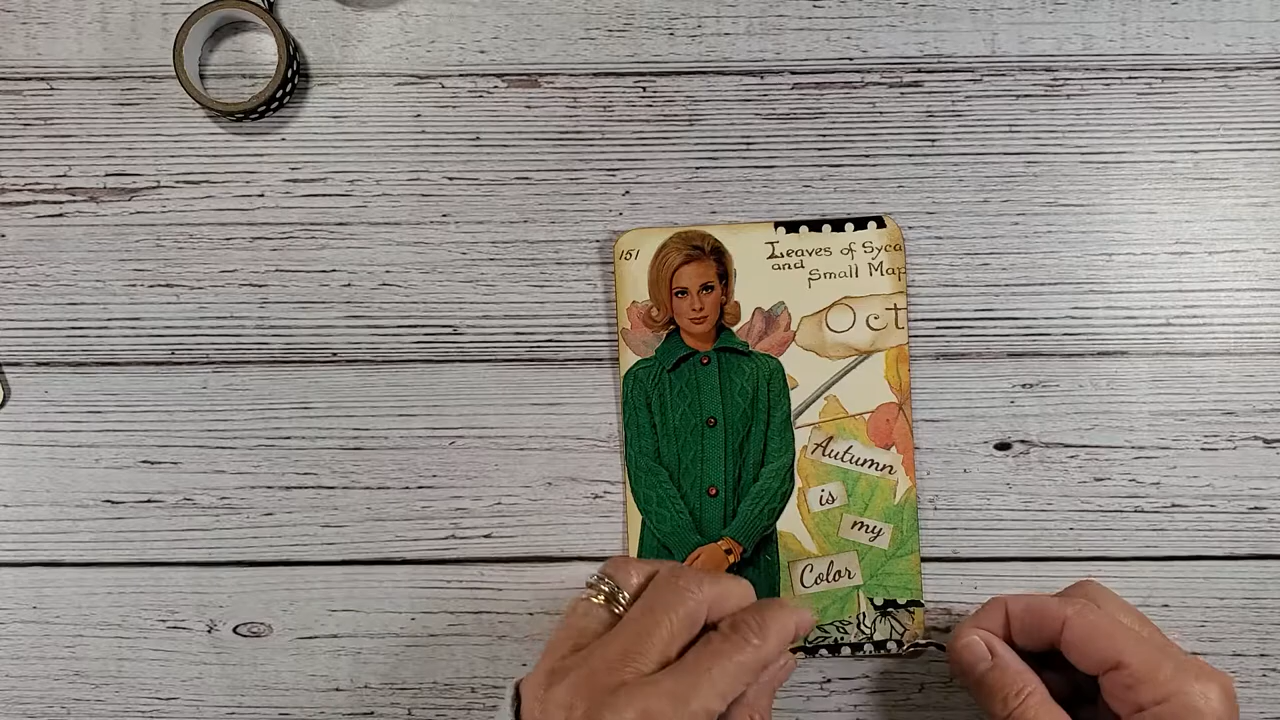 151
Leaves of Syca
and
Small Map
Oct
Autumn
is
my
Color